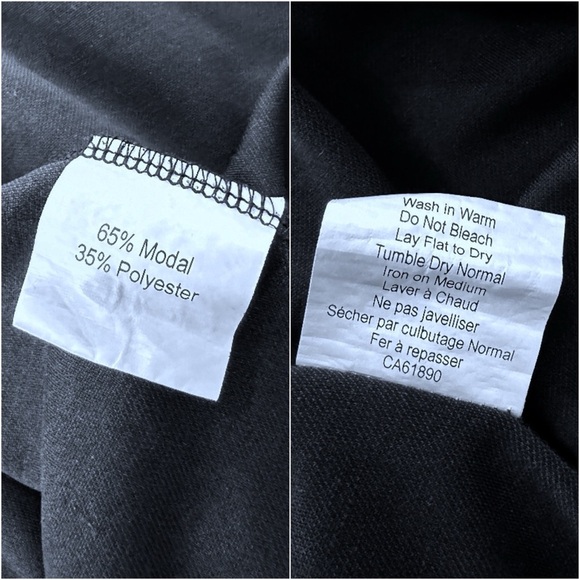 65% Modal
35% Polyester
Wash in Warm
Do Not Bleach
Lay Flat to Dry
Tumble Dry Normal
Iron on Medium
Laver à Chaud
Ne pas javelliser
Sécher par culbutage Normal
Fer à repasser
CA61890